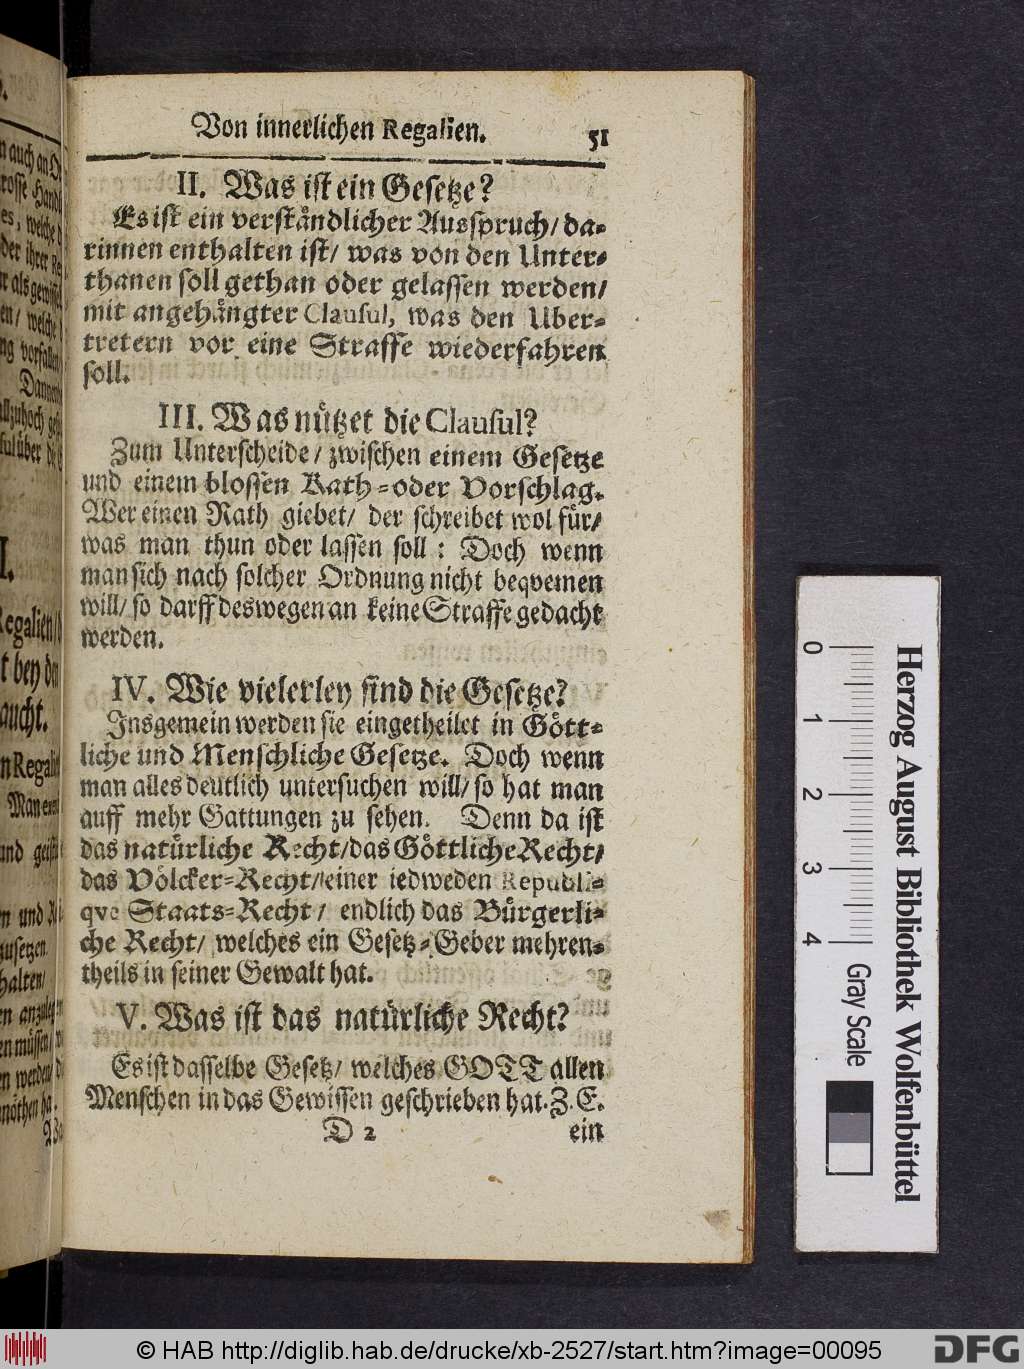 Von innerlichen Regalien. 51
II. Was ist ein Gesetze?
Es ist ein verständlicher Ausspruch/ da-
rinnen enthalten ist/ was von den Unter-
thanen soll gethan oder gelassen werden/
mit angehängter Clausul, was den Uber-
tretern vor eine Straffe wiederfahren
soll.
III. Was nützet die Clausul?
Zum Unterscheide/ zwischen einem Gesetze
und einem blossen Rath-oder Vorschlag.
Wer einen Rath giebet/ der schreibet wol für/
was man thun oder lassen soll: Doch wenn
man sich nach solcher Ordnung nicht beqvemen
will/ so darff deswegen an keine Straffe gedacht
werden.
IV. Wie vielerley sind die Gesetze?
Insgemein werden sie eingetheilet in Gött-
liche und Menschliche Gesetze. Doch wenn
man alles deutlich untersuchen will/ so hat man
auff mehr Gattungen zu sehen. Denn da ist
das natürliche Recht/das Göttliche Recht/
das Völcker-Recht/einer iedweden Republi-
qve Staats-Recht/ endlich das Bürgerli-
che Recht/ welches ein Gesetz-Geber mehren-
theils in seiner Gewalt hat.
V. Was ist das natürliche Recht?
Es ist dasselbe Gesetz/ welches GOTT allen
Menschen in das Gewissen geschrieben hat. Z. E.
D 2 ein
0 1 2 3 4 Gray Scale
Herzog August Bibliothek Wolfenbüttel
© HAB http://diglib.hab.de/drucke/xb-2527/start.htm?image=00095
DFG